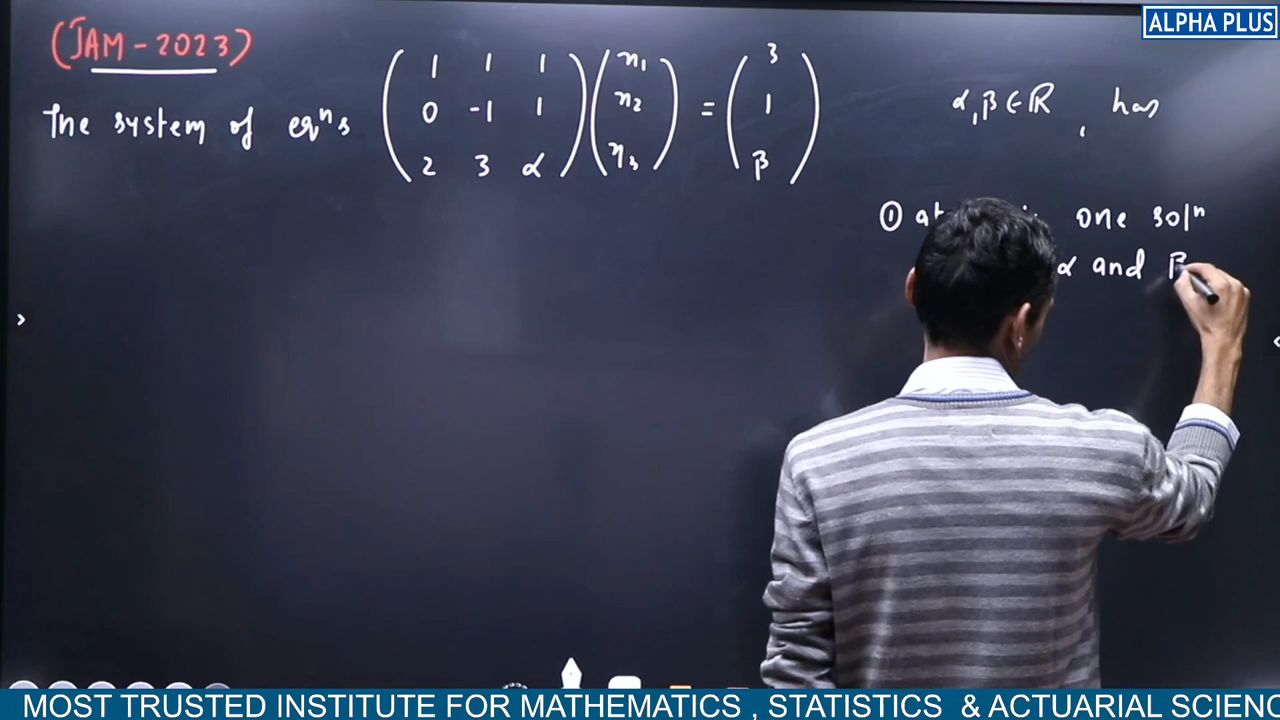 ALPHA PLUS
(JAM - 2023)
The system of eqⁿs ( 1 1 1 ; 0 -1 1 ; 2 3 α ) ( x₁ ; x₂ ; x₃ ) = ( 3 ; 1 ; β ) α, β ∈ ℝ, has
① one solⁿ
α and β
MOST TRUSTED INSTITUTE FOR MATHEMATICS , STATISTICS & ACTUARIAL SCIENC